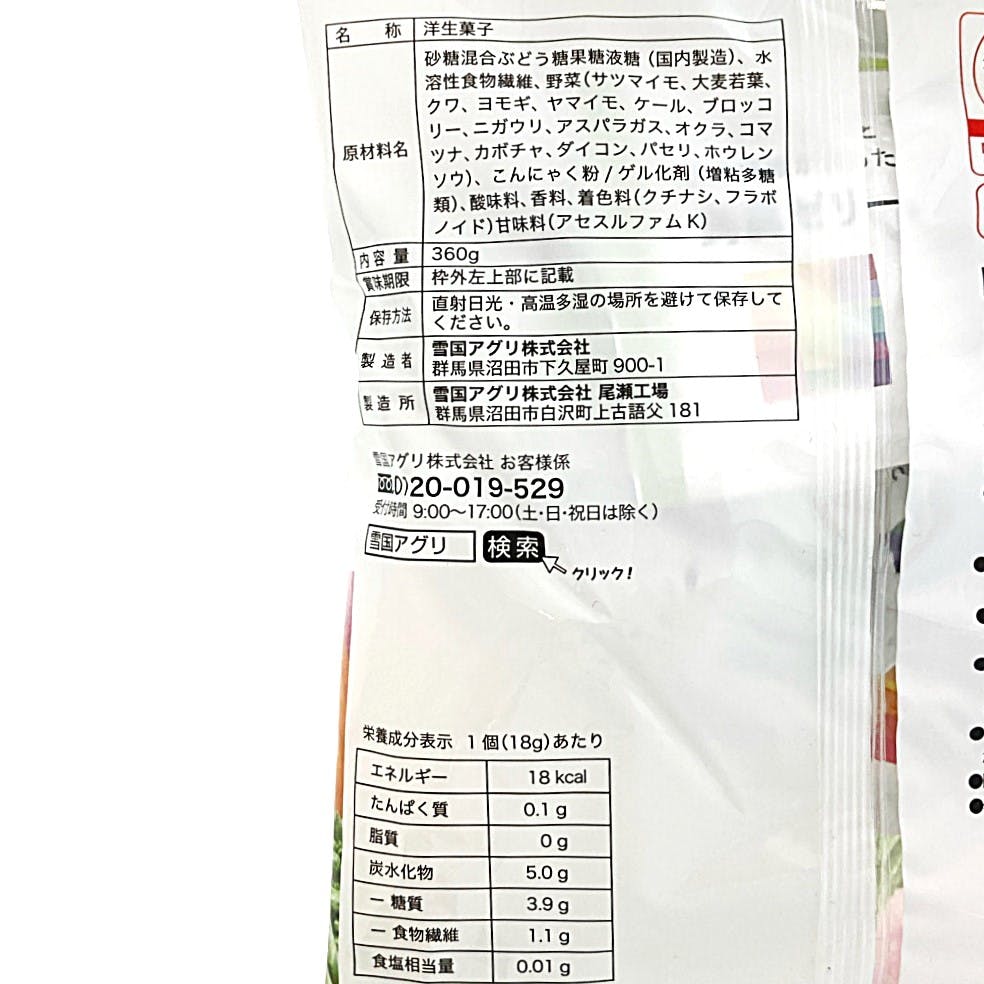 名称 洋生菓子
原材料名 砂糖混合ぶどう糖果糖液糖（国内製造）、水
溶性食物繊維、野菜（サツマイモ、大麦若葉、
クワ、ヨモギ、ヤマイモ、ケール、ブロッコ
リー、ニガウリ、アスパラガス、オクラ、コマ
ツナ、カボチャ、ダイコン、パセリ、ホウレン
ソウ）、こんにゃく粉 / ゲル化剤（増粘多糖
類）、酸味料、香料、着色料（クチナシ、フラボ
ノイド）甘味料（アセスルファムK）
内容量 360g
賞味期限 枠外左上部に記載
保存方法 直射日光・高温多湿の場所を避けて保存して
ください。
製造者 雪国アグリ株式会社
群馬県沼田市下久屋町 900-1
製造所 雪国アグリ株式会社 尾瀬工場
群馬県沼田市白沢町上古語父 181
雪国アグリ株式会社 お客様係
0120-019-529
受付時間 9:00〜17:00（土・日・祝日は除く）
雪国アグリ 検索
クリック！
栄養成分表示 1個（18g）あたり
エネルギー 18 kcal
たんぱく質 0.1 g
脂質 0 g
炭水化物 5.0 g
ー 糖質 3.9 g
ー 食物繊維 1.1 g
食塩相当量 0.01 g